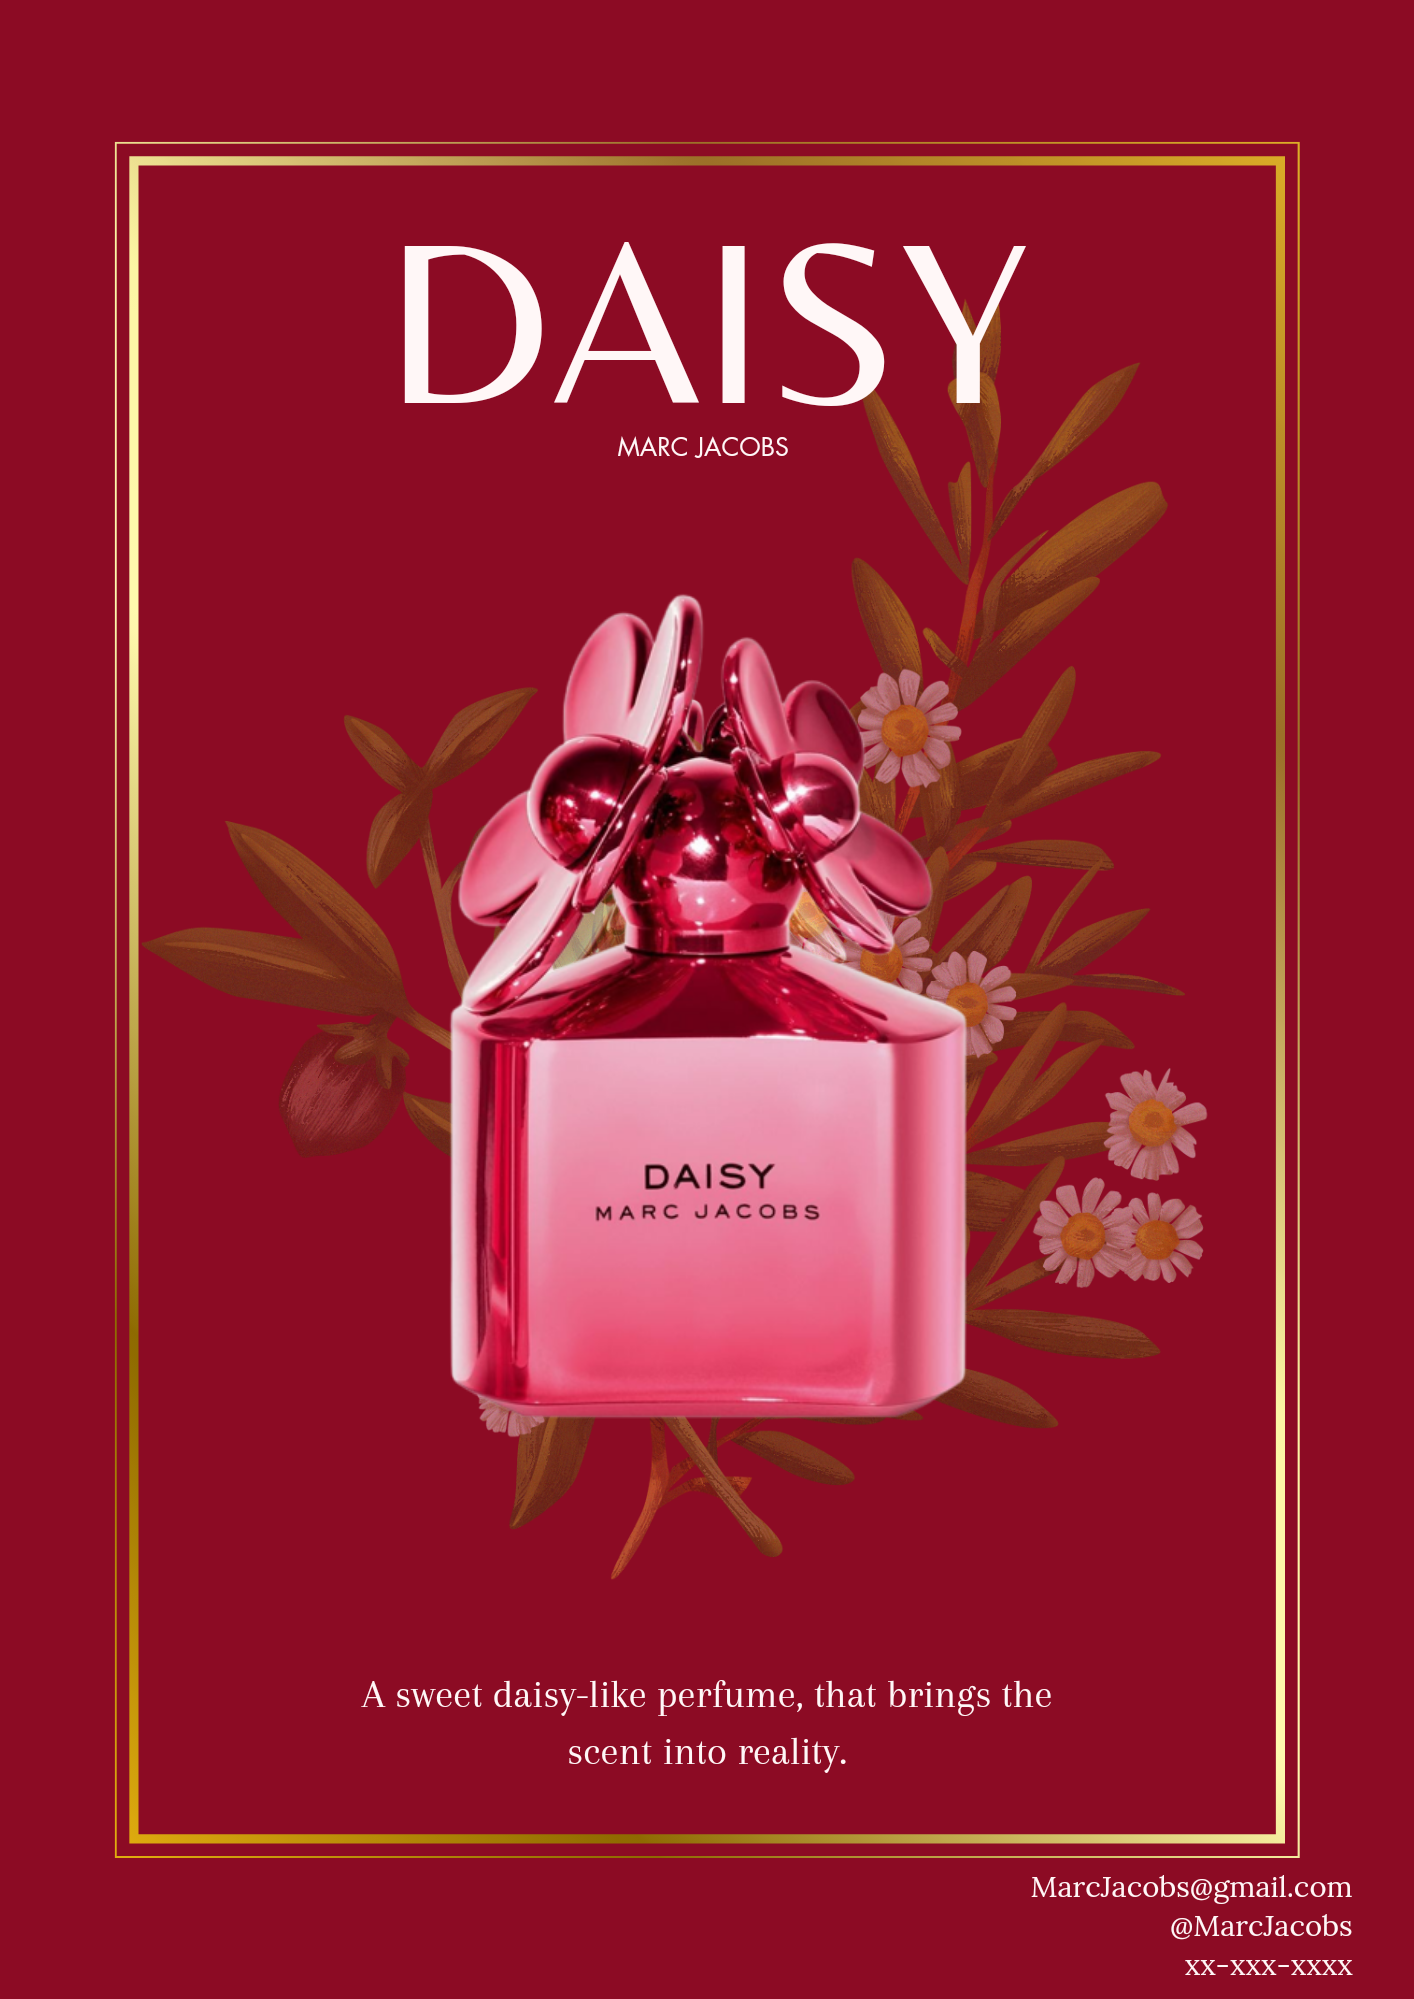 DAISY
MARC JACOBS
DAISY
MARC JACOBS
A sweet daisy-like perfume, that brings the
scent into reality.
MarcJacobs@gmail.com
@MarcJacobs
xx-xxx-xxxx